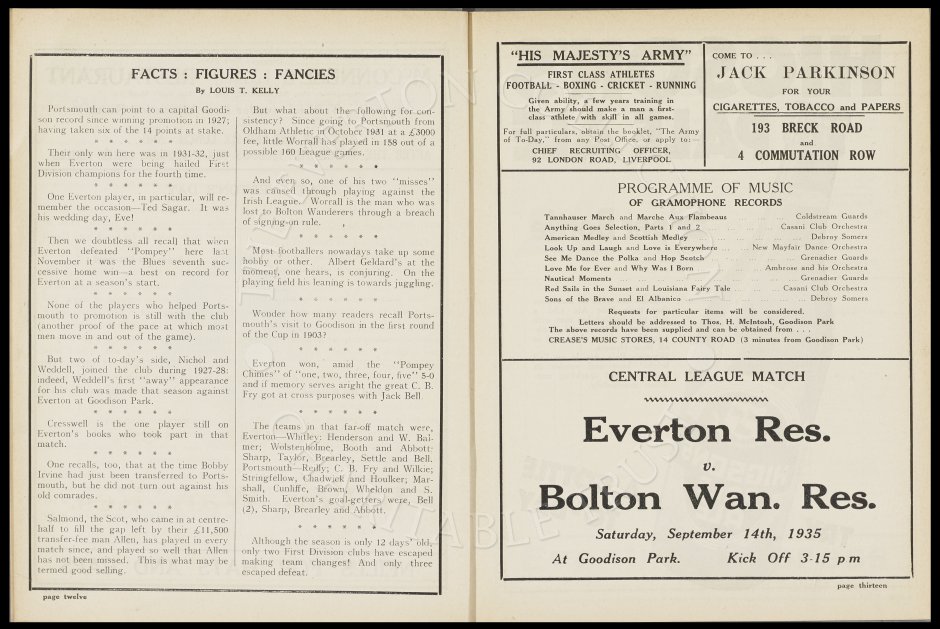 FACTS : FIGURES : FANCIES
By LOUIS T. KELLY
Portsmouth can point to a capital Goodi-
son record since winning promotion in 1927;
having taken six of the 14 points at stake.
* * * * * *
Their only win here was in 1931-32, just
when Everton were being hailed First
Division champions for the fourth time.
* * * * * *
One Everton player, in particular, will re-
member the occasion—Ted Sagar. It was
his wedding day, Eve!
* * * * * *
Then we doubtless all recall that when
Everton defeated "Pompey" here last
November it was the Blues seventh suc-
cessive home win—a best on record for
Everton at a season's start.
* * * * * *
None of the players who helped Ports-
mouth to promotion is still with the club
(another proof of the pace at which most
men move in and out of the game).
* * * * * *
But two of to-day's side, Nichol and
Weddell, joined the club during 1927-28:
indeed, Weddell's first "away" appearance
for his club was made that season against
Everton at Goodison Park.
* * * * * *
Cresswell is the one player still on
Everton's books who took part in that
match.
* * * * * *
One recalls, too, that at the time Bobby
Irvine had just been transferred to Ports-
mouth, but he did not turn out against his
old comrades.
* * * * * *
Salmond, the Scot, who came in at centre-
half to fill the gap left by their £11,500
transfer-fee man Allen, has played in every
match since, and played so well that Allen
has not been missed. This is what may be
termed good selling.
But what about the following for con-
sistency? Since going to Portsmouth from
Oldham Athletic in October 1931 at a £3000
fee, little Worrall has played in 158 out of a
possible 160 League games.
* * * * * *
And even so, one of his two "misses"
was caused through playing against the
Irish League. Worrall is the man who was
lost to Bolton Wanderers through a breach
of signing-on rule.
* * * * * *
Most footballers nowadays take up some
hobby or other. Albert Geldard's at the
moment, one hears, is conjuring. On the
playing field his leaning is towards juggling.
* * * * * *
Wonder how many readers recall Ports-
mouth's visit to Goodison in the first round
of the Cup in 1903?
* * * * * *
Everton won, amid the "Pompey
Chimes" of "one, two, three, four, five" 5-0
and if memory serves aright the great C. B.
Fry got at cross purposes with Jack Bell.
* * * * * *
The teams in that far-off match were,
Everton—Whitley: Henderson and W. Bal-
mer; Wolstenholme, Booth and Abbott:
Sharp, Taylor, Brearley, Settle and Bell.
Portsmouth—Reilly; C. B. Fry and Wilkie;
Stringfellow, Chadwick and Houlker; Mar-
shall, Cunliffe, Brown, Wheldon and S.
Smith. Everton's goal-getters were, Bell
(2), Sharp, Brearley and Abbott.
* * * * * *
Although the season is only 12 days' old,
only two First Division clubs have escaped
making team changes! And only three
escaped defeat.
page twelve
"HIS MAJESTY'S ARMY"
FIRST CLASS ATHLETES
FOOTBALL - BOXING - CRICKET - RUNNING
Given ability, a few years training in
the Army should make a man a first-
class athlete with skill in all games.
For full particulars, obtain the booklet, "The Army
of To-Day," from any Post Office, or apply to:
CHIEF RECRUITING OFFICER,
92 LONDON ROAD, LIVERPOOL.
COME TO . . .
JACK PARKINSON
FOR YOUR
CIGARETTES, TOBACCO and PAPERS
193 BRECK ROAD
and
4 COMMUTATION ROW
PROGRAMME OF MUSIC
OF GRAMOPHONE RECORDS
Tannhauser March and Marche Aux Flambeaux ... ... Coldstream Guards
Anything Goes Selection, Parts 1 and 2 ... ... Casani Club Orchestra
American Medley and Scottish Medley ... ... Debroy Somers
Look Up and Laugh and Love is Everywhere ... ... New Mayfair Dance Orchestra
See Me Dance the Polka and Hop Scotch ... ... Grenadier Guards
Love Me for Ever and Why Was I Born ... ... Ambrose and his Orchestra
Nautical Moments ... ... Grenadier Guards
Red Sails in the Sunset and Louisiana Fairy Tale ... ... Casani Club Orchestra
Sons of the Brave and El Albanico ... ... Debroy Somers
Requests for particular items will be considered.
Letters should be addressed to Thos. H. McIntosh, Goodison Park
The above records have been supplied and can be obtained from . . .
CREASE'S MUSIC STORES, 14 COUNTY ROAD (3 minutes from Goodison Park)
CENTRAL LEAGUE MATCH
Everton Res.
v.
Bolton Wan. Res.
Saturday, September 14th, 1935
At Goodison Park. Kick Off 3-15 p m
page thirteen